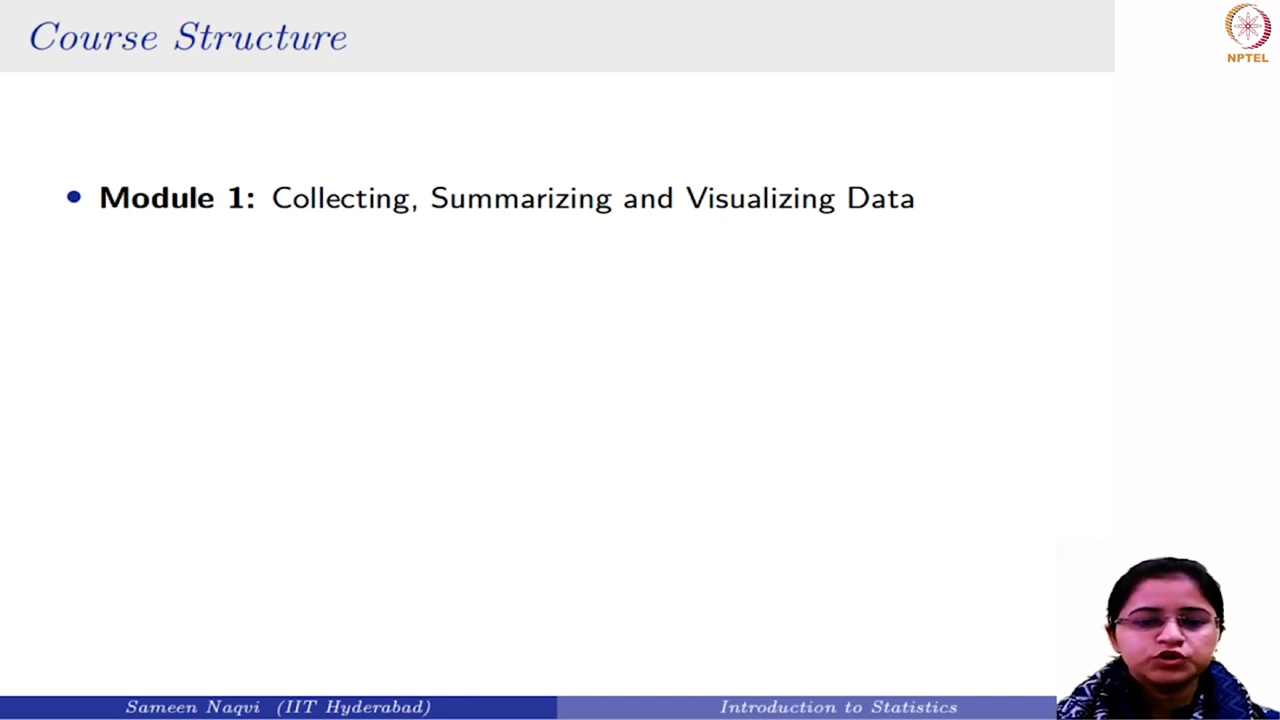 Course Structure
NPTEL
• Module 1: Collecting, Summarizing and Visualizing Data
Sameen Naqvi (IIT Hyderabad)
Introduction to Statistics